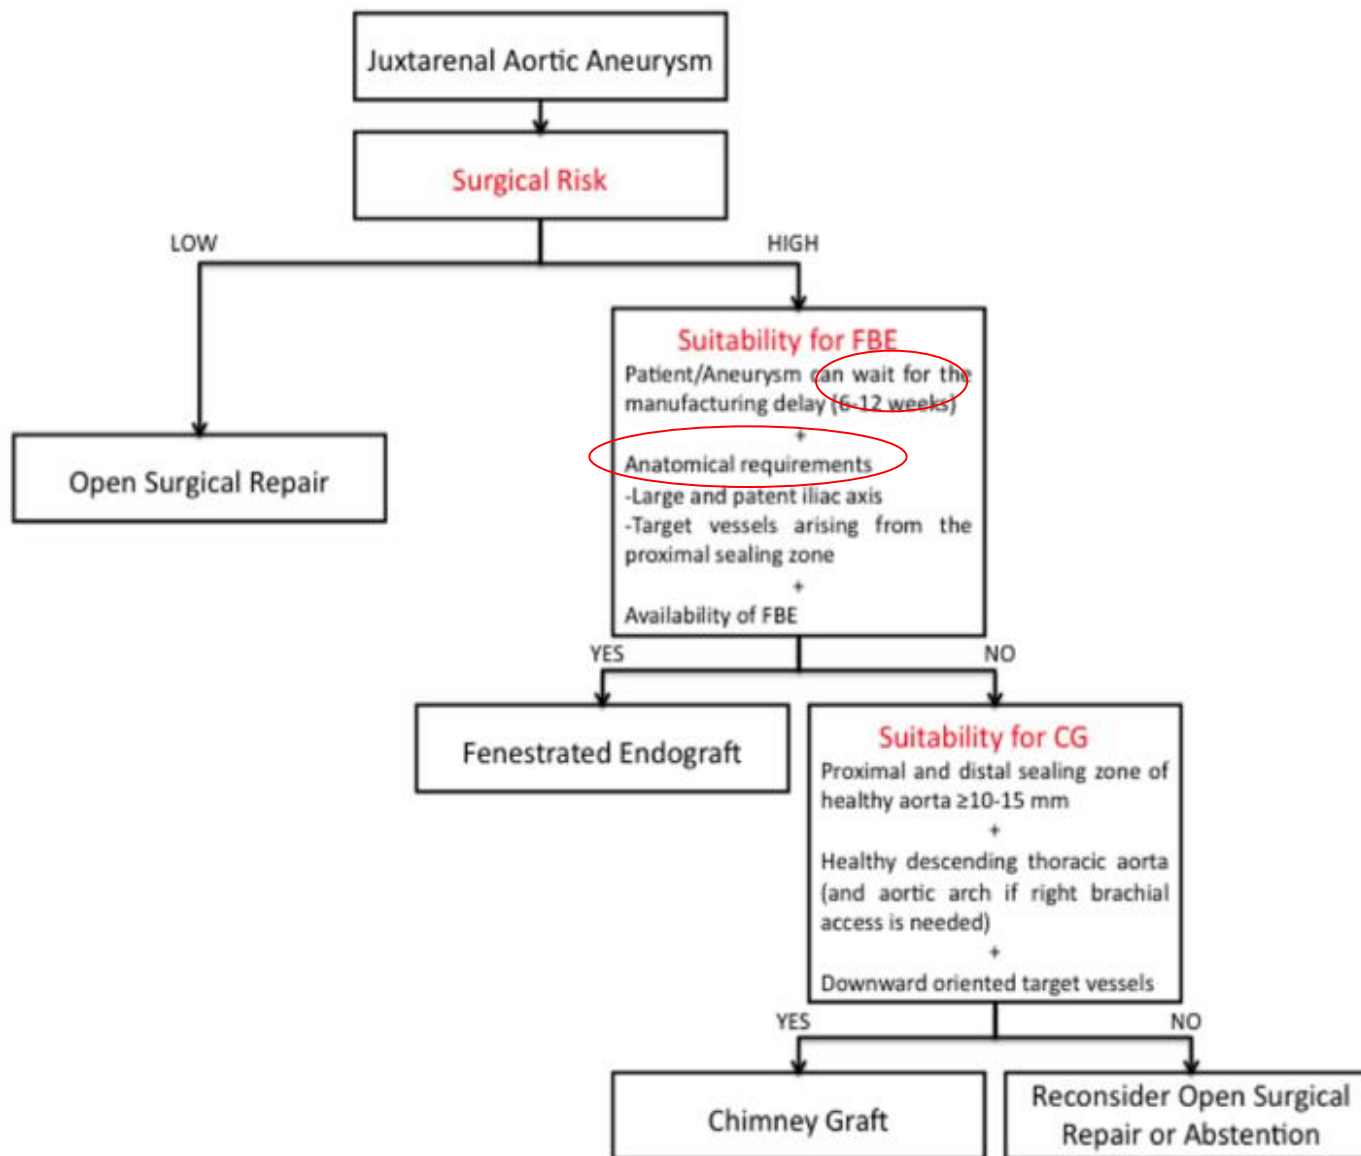 Juxtarenal Aortic Aneurysm
Surgical Risk
LOW
HIGH
Suitability for FBE
Patient/Aneurysm can wait for the
manufacturing delay (6-12 weeks)
+
Anatomical requirements
-Large and patent iliac axis
-Target vessels arising from the
proximal sealing zone
+
Availability of FBE
Open Surgical Repair
YES
NO
Fenestrated Endograft
Suitability for CG
Proximal and distal sealing zone of
healthy aorta ≥10-15 mm
+
Healthy descending thoracic aorta
(and aortic arch if right brachial
access is needed)
+
Downward oriented target vessels
YES
NO
Chimney Graft
Reconsider Open Surgical
Repair or Abstention